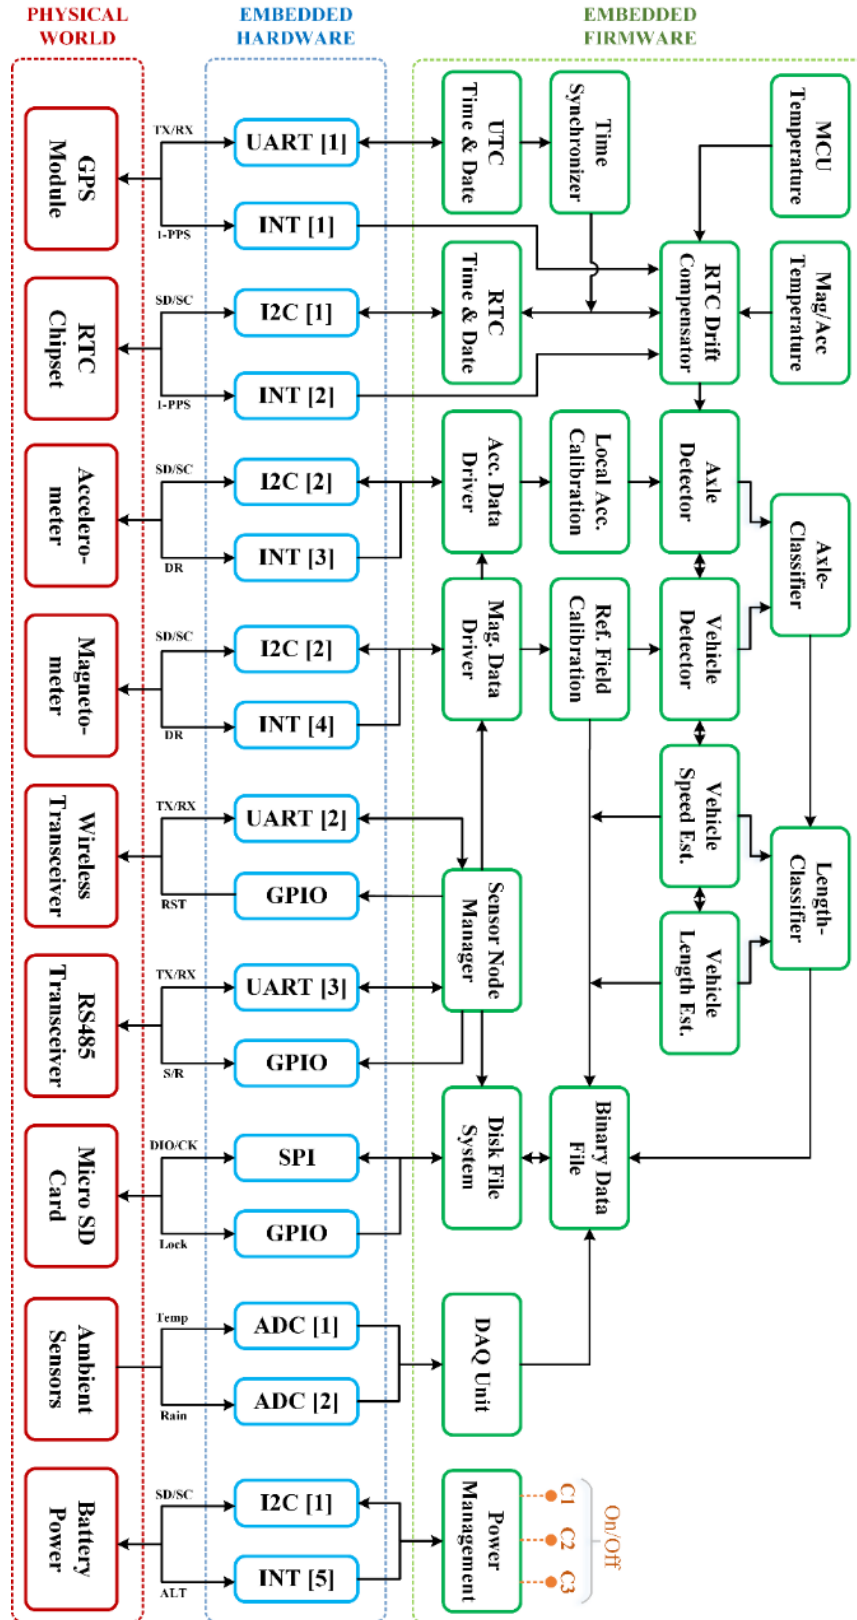 PHYSICAL
WORLD
EMBEDDED
HARDWARE
EMBEDDED
FIRMWARE
GPS
Module
TX/RX
1-PPS
UART [1]
INT [1]
UTC
Time & Date
Time
Synchronizer
MCU
Temperature
RTC
Chipset
SD/SC
1-PPS
I2C [1]
INT [2]
RTC
Time & Date
RTC Drift
Compensator
Mag/Acc
Temperature
Accelero-
meter
SD/SC
DR
I2C [2]
INT [3]
Acc. Data
Driver
Local Acc.
Calibration
Axle
Detector
Axle-
Classifier
Magneto-
meter
SD/SC
DR
I2C [2]
INT [4]
Mag. Data
Driver
Ref. Field
Calibration
Vehicle
Detector
Wireless
Transceiver
TX/RX
RST
UART [2]
GPIO
Sensor Node
Manager
Vehicle
Speed Est.
Length-
Classifier
Vehicle
Length Est.
RS485
Transceiver
TX/RX
S/R
UART [3]
GPIO
Micro SD
Card
DIO/CK
Lock
SPI
GPIO
Disk File
System
Binary Data
File
Ambient
Sensors
Temp
Rain
ADC [1]
ADC [2]
DAQ Unit
Battery
Power
SD/SC
ALT
I2C [1]
INT [5]
Power
Management
C1
C2
C3
On/Off